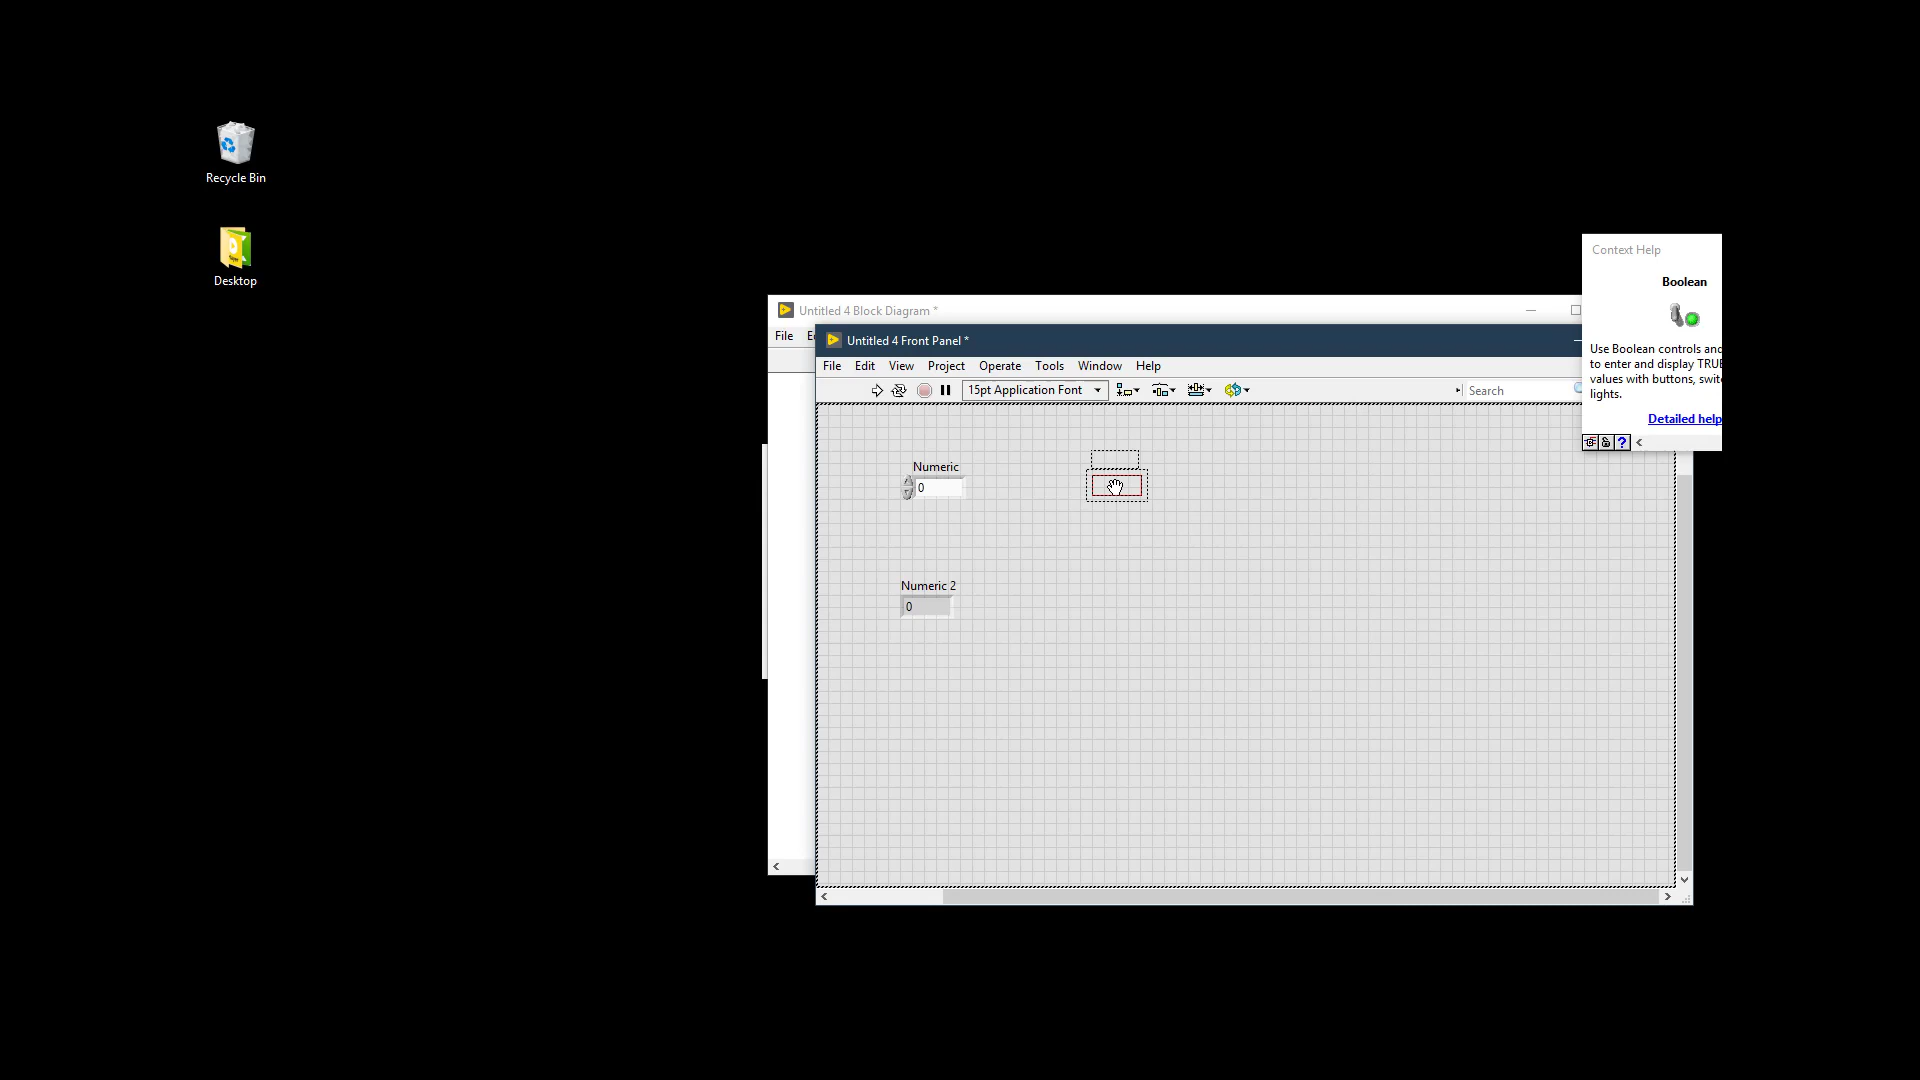 Recycle Bin
Desktop
Context Help
Boolean
Use Boolean controls and
to enter and display TRUE
values with buttons, swit
lights.
Detailed help
Untitled 4 Block Diagram *
File
Untitled 4 Front Panel *
File Edit View Project Operate Tools Window Help
15pt Application Font
Search
Numeric
0
Numeric 2
0